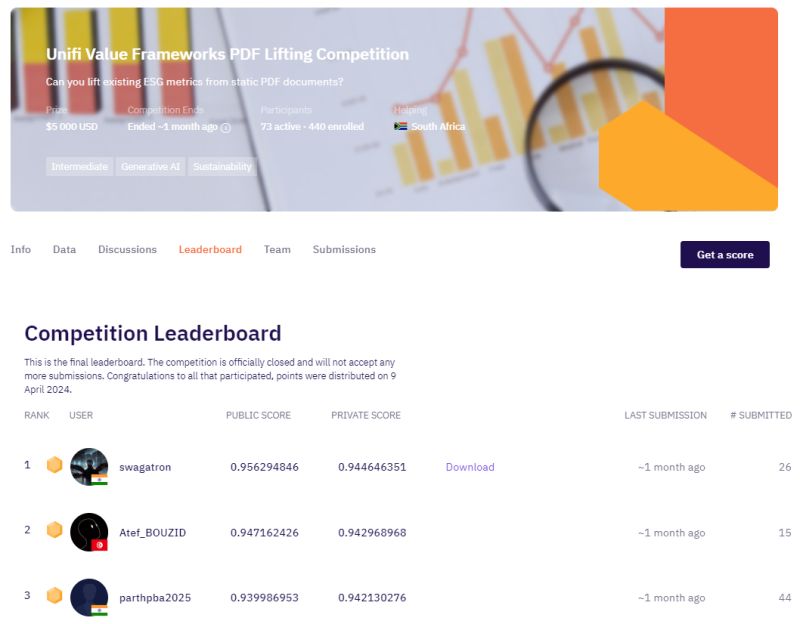 Unifi Value Frameworks PDF Lifting Competition
Can you lift existing ESG metrics from static PDF documents?
Prize Competition Ends Participants Helping
$5 000 USD Ended ~1 month ago 73 active · 440 enrolled South Africa
Intermediate Generative AI Sustainability
Info Data Discussions Leaderboard Team Submissions
Get a score
Competition Leaderboard
This is the final leaderboard. The competition is officially closed and will not accept any
more submissions. Congratulations to all that participated, points were distributed on 9
April 2024.
RANK USER PUBLIC SCORE PRIVATE SCORE LAST SUBMISSION # SUBMITTED
1 swagatron 0.956294846 0.944646351 Download ~1 month ago 26
2 Atef_BOUZID 0.947162426 0.942968968 ~1 month ago 15
3 parthpba2025 0.939986953 0.942130276 ~1 month ago 44